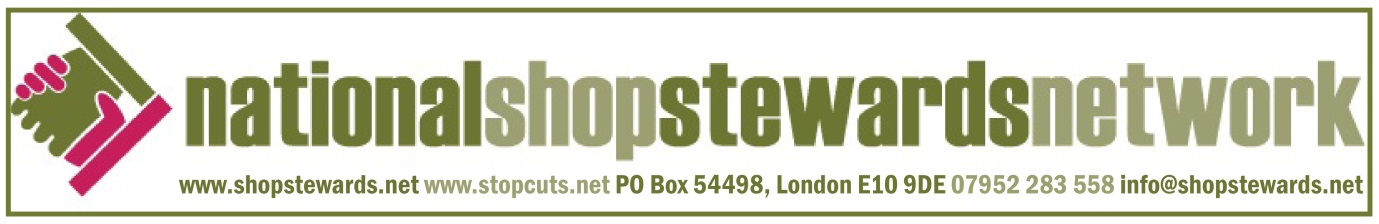 nationalshopstewardsnetwork
www.shopstewards.net www.stopcuts.net PO Box 54498, London E10 9DE 07952 283 558 info@shopstewards.net